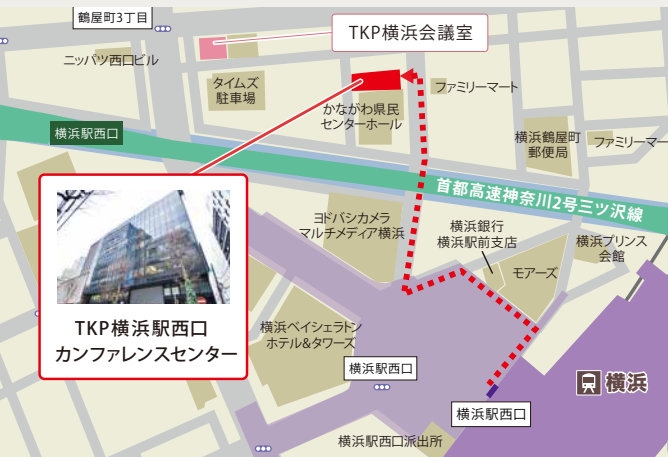 鶴屋町3丁目
TKP横浜会議室
ニッパツ西口ビル
タイムズ
駐車場
ファミリーマート
かながわ県民
センターホール
横浜駅西口
横浜鶴屋町
郵便局
ファミリーマー
首都高速神奈川2号三ツ沢線
ヨドバシカメラ
マルチメディア横浜
横浜銀行
横浜駅前支店
横浜プリンス
会館
モアーズ
TKP横浜駅西口
カンファレンスセンター
横浜ベイシェラトン
ホテル&タワーズ
横浜駅西口
横浜
横浜駅西口
横浜駅西口派出所